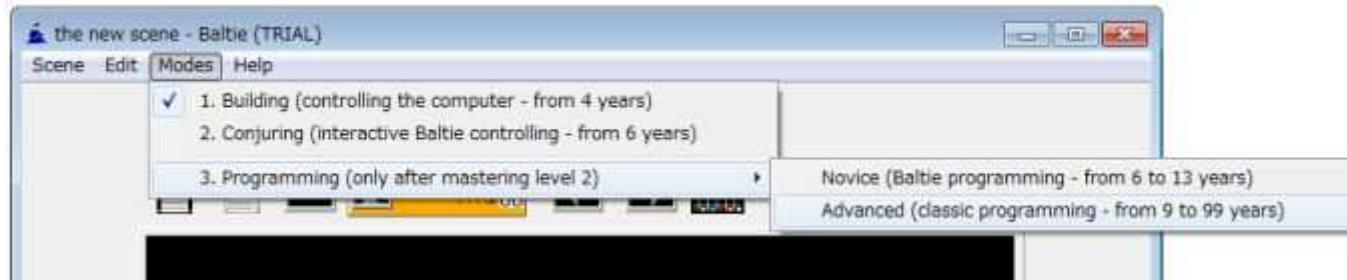 the new scene - Baltie (TRIAL)
Scene Edit Modes Help
1. Building (controlling the computer - from 4 years)
2. Conjuring (interactive Baltie controlling - from 6 years)
3. Programming (only after mastering level 2)
Novice (Baltie programming - from 6 to 13 years)
Advanced (classic programming - from 9 to 99 years)